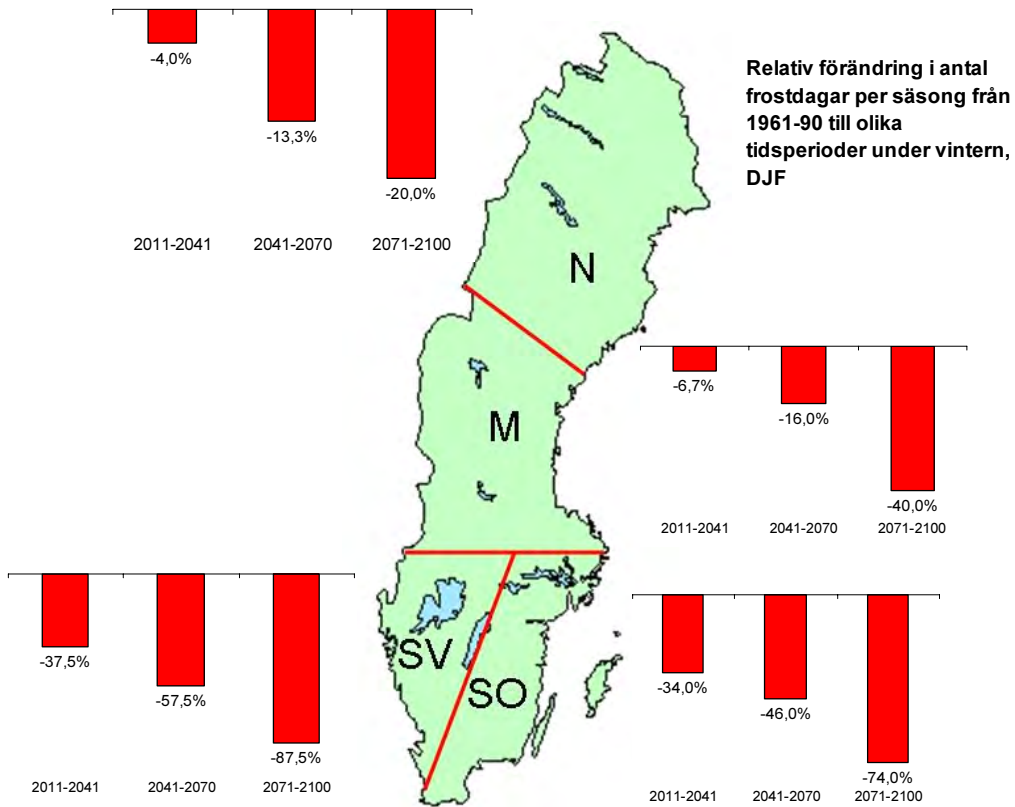 -4,0%
-13,3%
-20,0%
2011-2041 2041-2070 2071-2100
Relativ förändring i antal
frostdagar per säsong från
1961-90 till olika
tidsperioder under vintern,
DJF
N
M
-6,7%
-16,0%
-40,0%
2011-2041 2041-2070 2071-2100
-37,5%
-57,5%
-87,5%
2011-2041 2041-2070 2071-2100
SV
SO
-34,0%
-46,0%
-74,0%
2011-2041 2041-2070 2071-2100